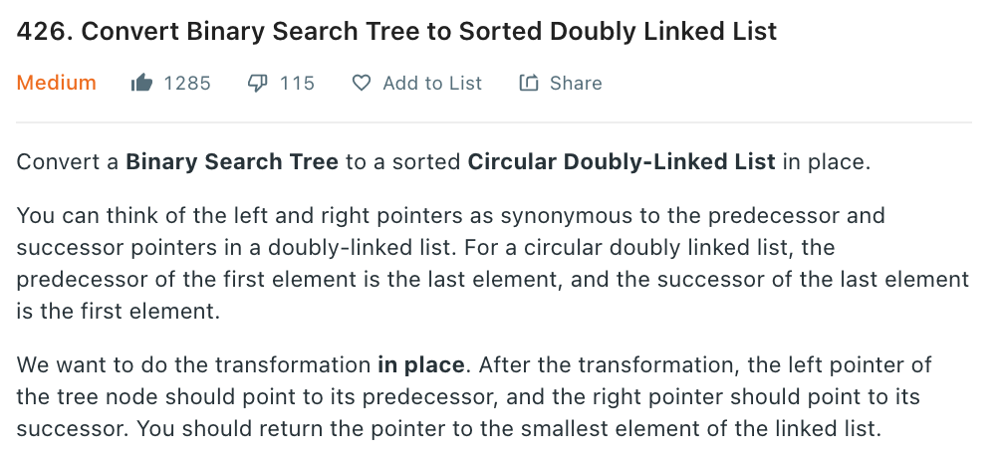 426. Convert Binary Search Tree to Sorted Doubly Linked List
Medium 1285 115 Add to List Share
Convert a Binary Search Tree to a sorted Circular Doubly-Linked List in place.
You can think of the left and right pointers as synonymous to the predecessor and
successor pointers in a doubly-linked list. For a circular doubly linked list, the
predecessor of the first element is the last element, and the successor of the last element
is the first element.
We want to do the transformation in place. After the transformation, the left pointer of
the tree node should point to its predecessor, and the right pointer should point to its
successor. You should return the pointer to the smallest element of the linked list.